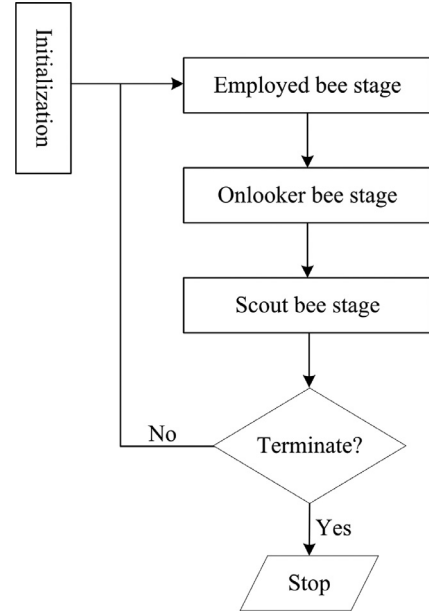 Initialization
Employed bee stage
Onlooker bee stage
Scout bee stage
Terminate?
No
Yes
Stop